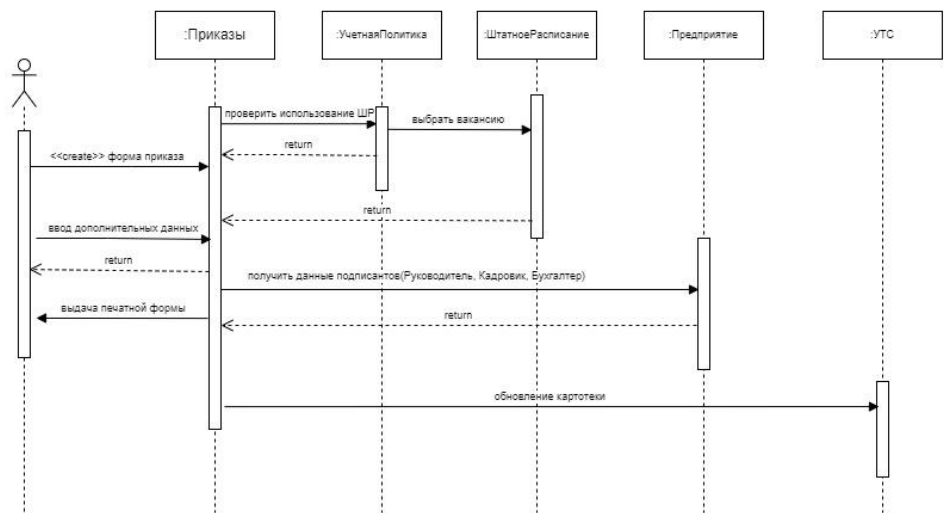 :Приказы
:УчетнаяПолитика
:ШтатноеРасписание
:Предприятие
:УТС
проверить использование ШР
выбрать вакансию
return
<<create>> форма приказа
return
ввод дополнительных данных
return
получить данные подписантов(Руководитель, Кадровик, Бухгалтер)
выдача печатной формы
return
обновление картотеки